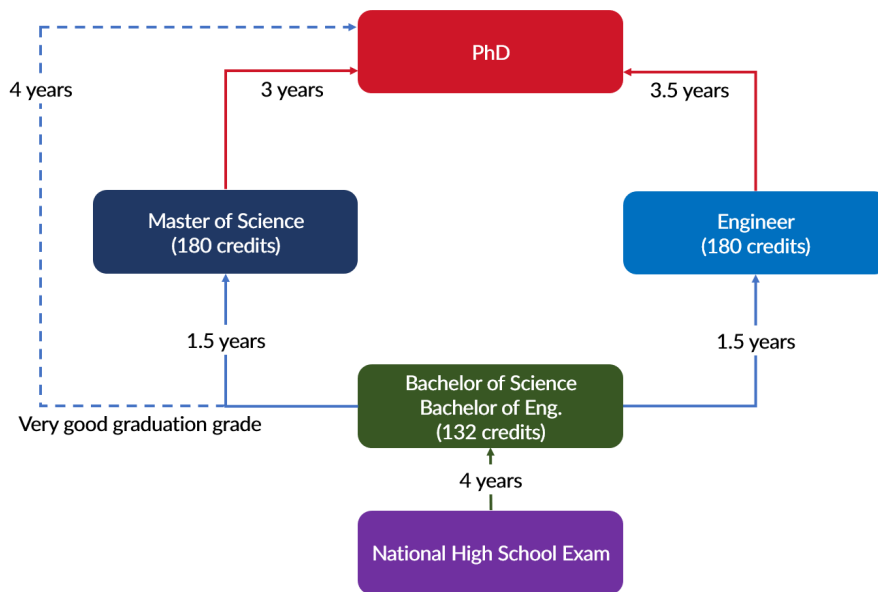 PhD
4 years
3 years
3.5 years
Master of Science
(180 credits)
Engineer
(180 credits)
1.5 years
1.5 years
Bachelor of Science
Bachelor of Eng.
(132 credits)
Very good graduation grade
4 years
National High School Exam